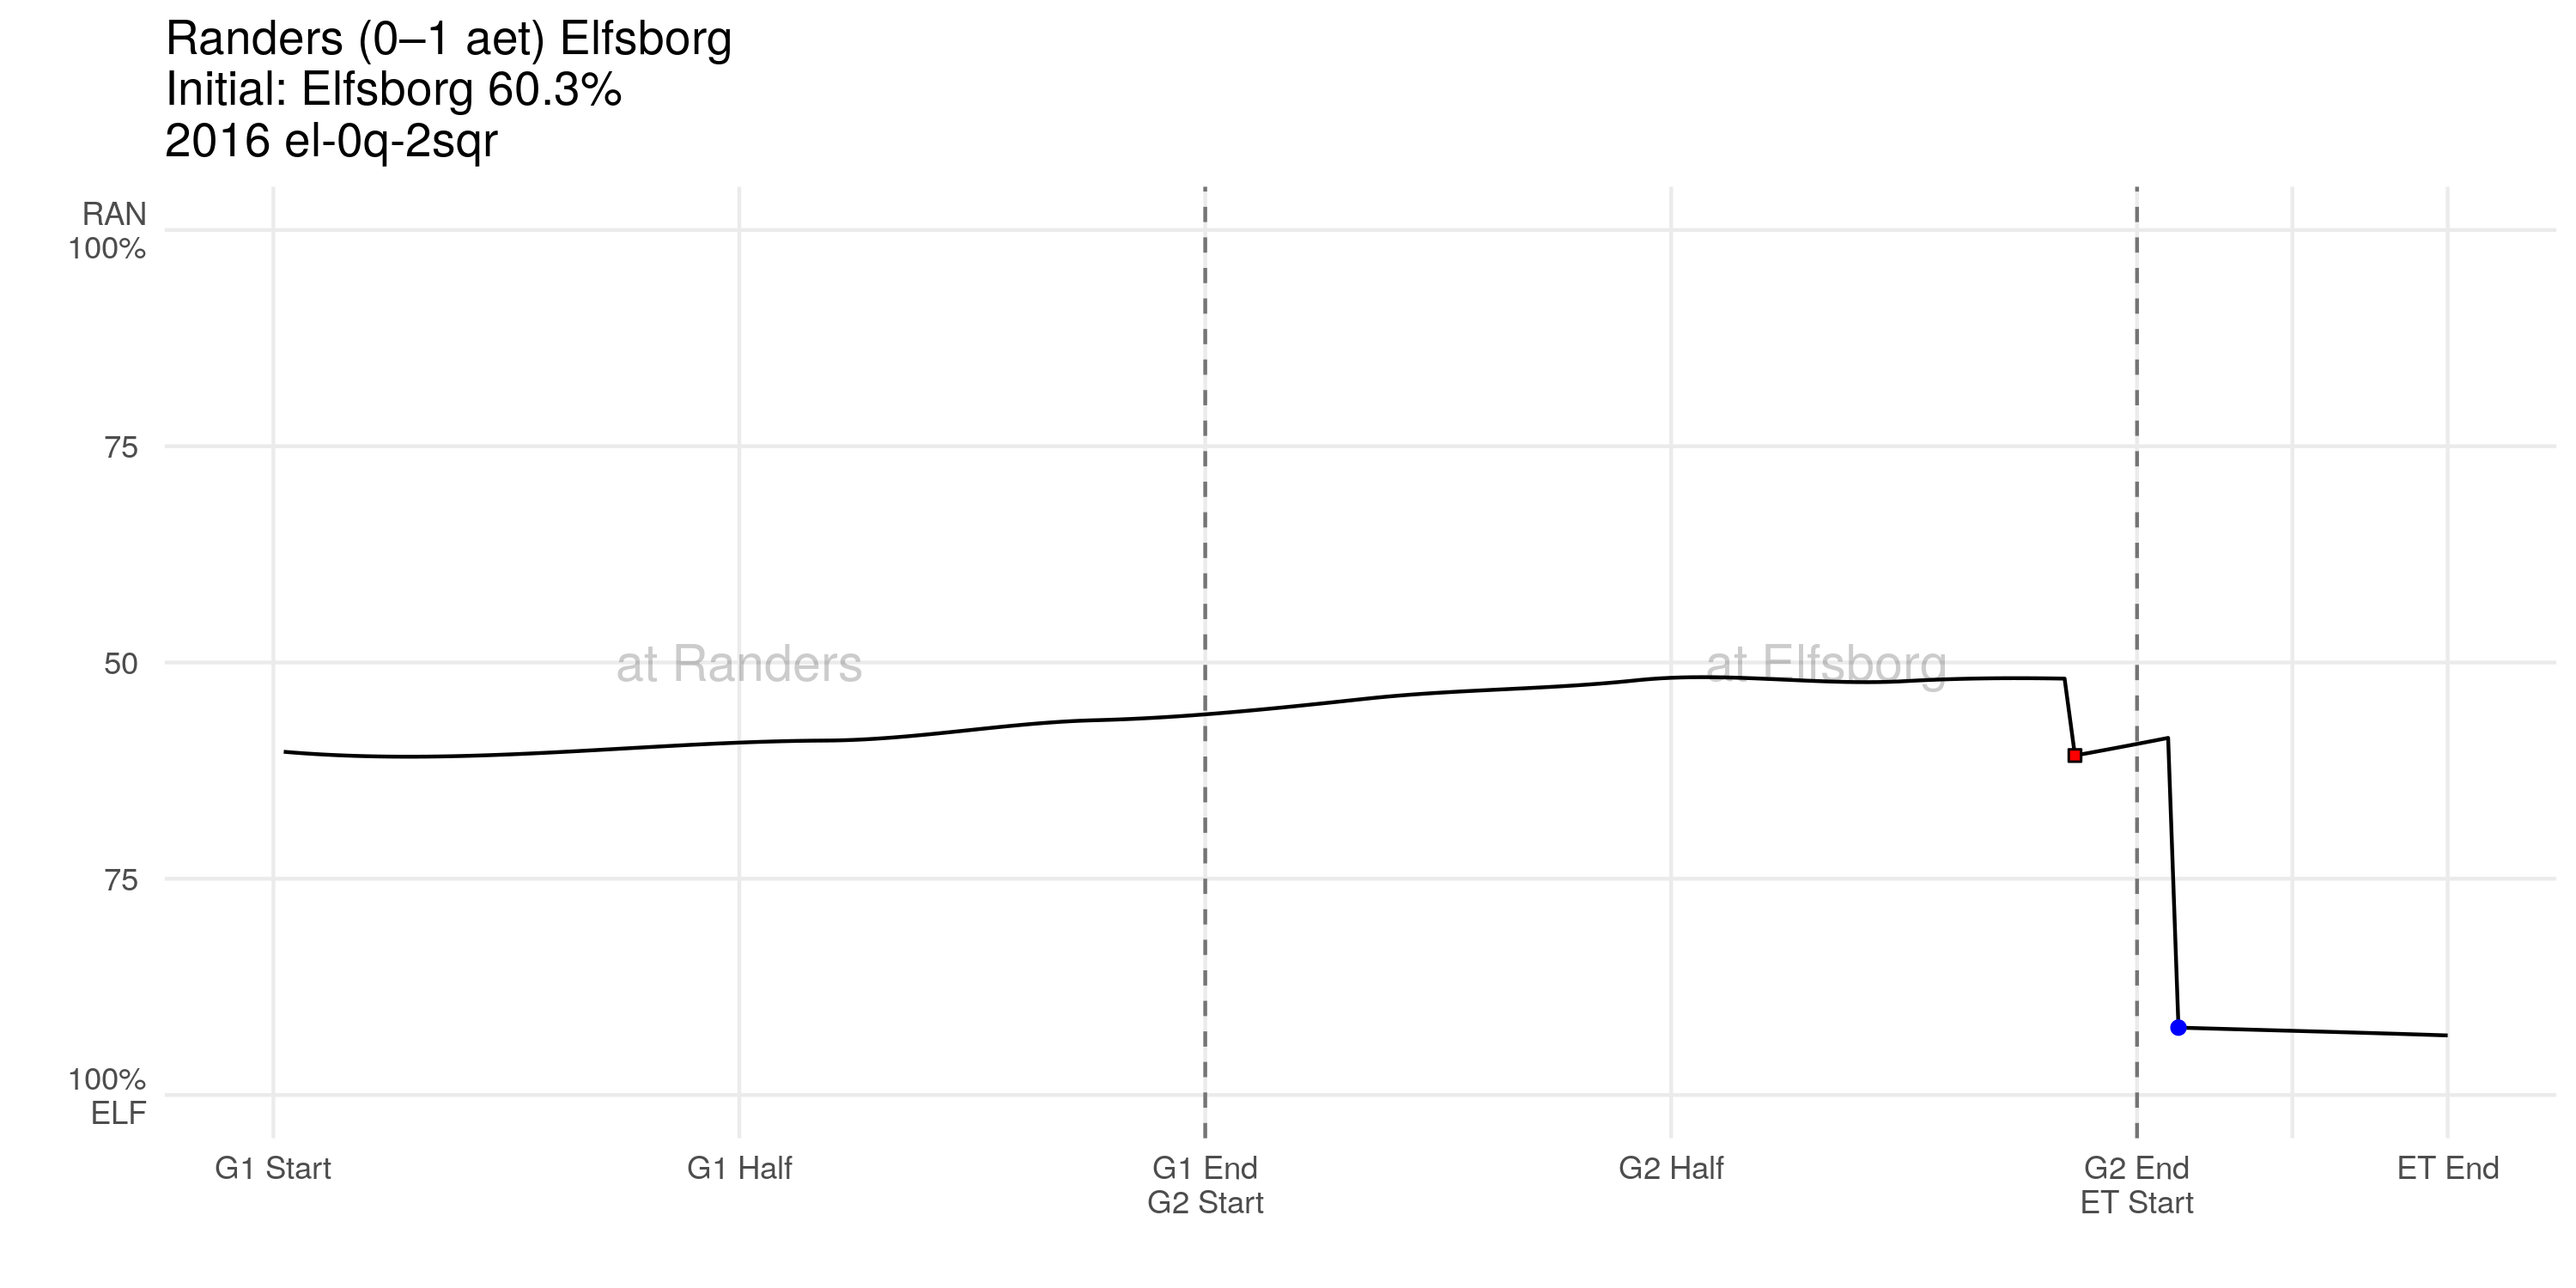 Randers (0–1 aet) Elfsborg
Initial: Elfsborg 60.3%
2016 el-0q-2sqr
RAN
100%
75
50
75
100%
ELF
at Randers
at Elfsborg
G1 Start
G1 Half
G1 End
G2 Start
G2 Half
G2 End
ET Start
ET End